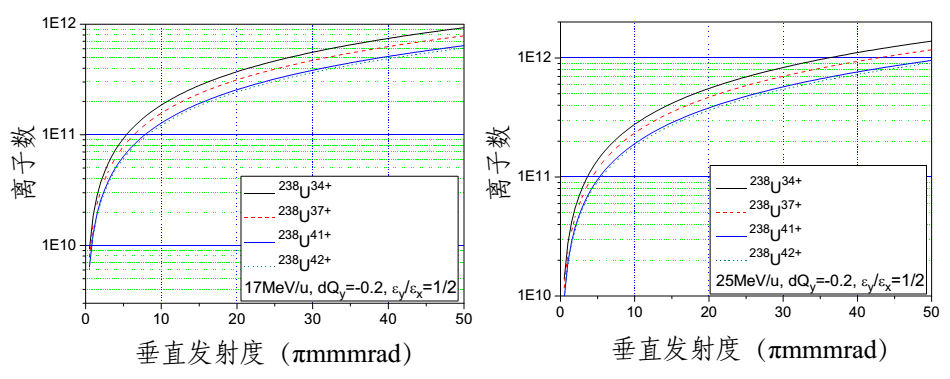 1E12
1E11
1E10
离子数
²³⁸U³⁴⁺
²³⁸U³⁷⁺
²³⁸U⁴¹⁺
²³⁸U⁴²⁺
17MeV/u, dQy=-0.2, εy/εx=1/2
0 10 20 30 40 50
垂直发射度（πmmmrad）
1E12
1E11
1E10
离子数
²³⁸U³⁴⁺
²³⁸U³⁷⁺
²³⁸U⁴¹⁺
²³⁸U⁴²⁺
25MeV/u, dQy=-0.2, εy/εx=1/2
0 10 20 30 40 50
垂直发射度（πmmmrad）